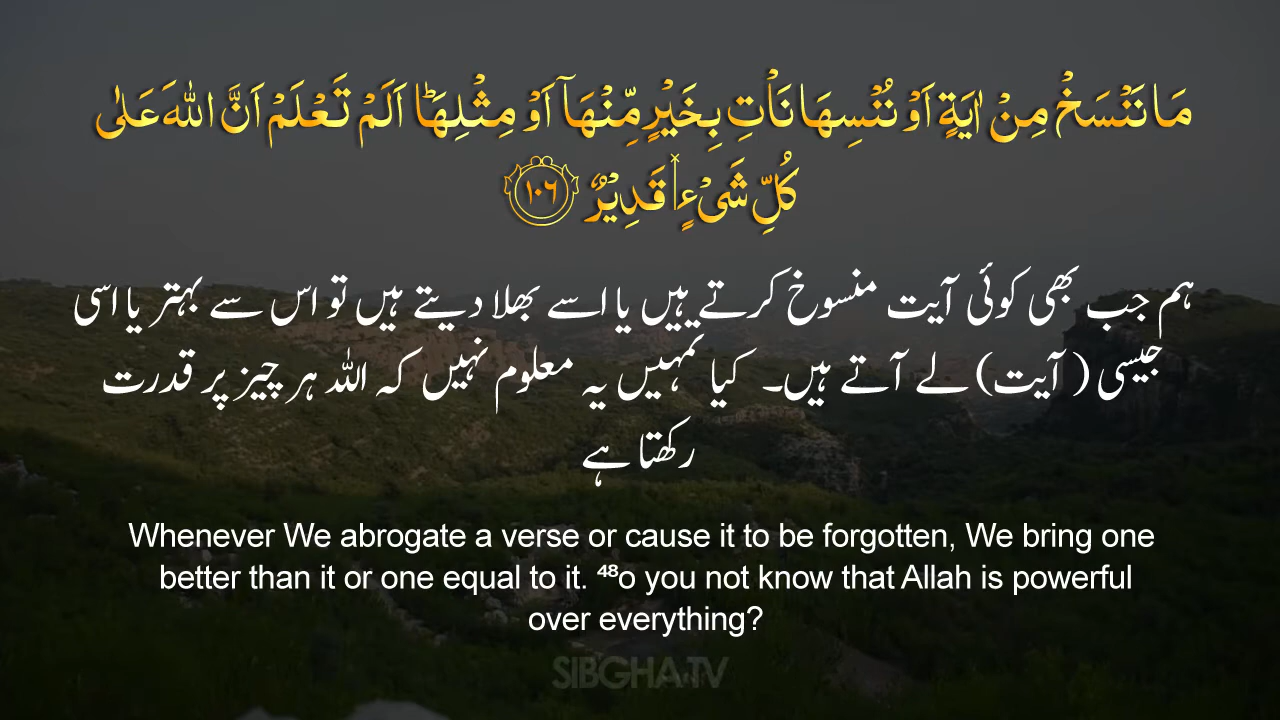 مَا نَنْسَخْ مِنْ اٰيَةٍ اَوْ نُنْسِهَا نَاْتِ بِخَيْرٍ مِّنْهَآ اَوْ مِثْلِهَا ؕ اَلَمْ تَعْلَمْ اَنَّ اللّٰهَ عَلٰى
كُلِّ شَىْءٍ قَدِيْرٌ ١٠٦
ہم جب بھی کوئی آیت منسوخ کرتے ہیں یا اسے بھلا دیتے ہیں تو اس سے بہتر یا اسی
جیسی (آیت) لے آتے ہیں۔ کیا تمہیں یہ معلوم نہیں کہ اللہ ہر چیز پر قدرت
رکھتا ہے
Whenever We abrogate a verse or cause it to be forgotten, We bring one
better than it or one equal to it. ⁴⁸o you not know that Allah is powerful
over everything?
SIBGHA.TV